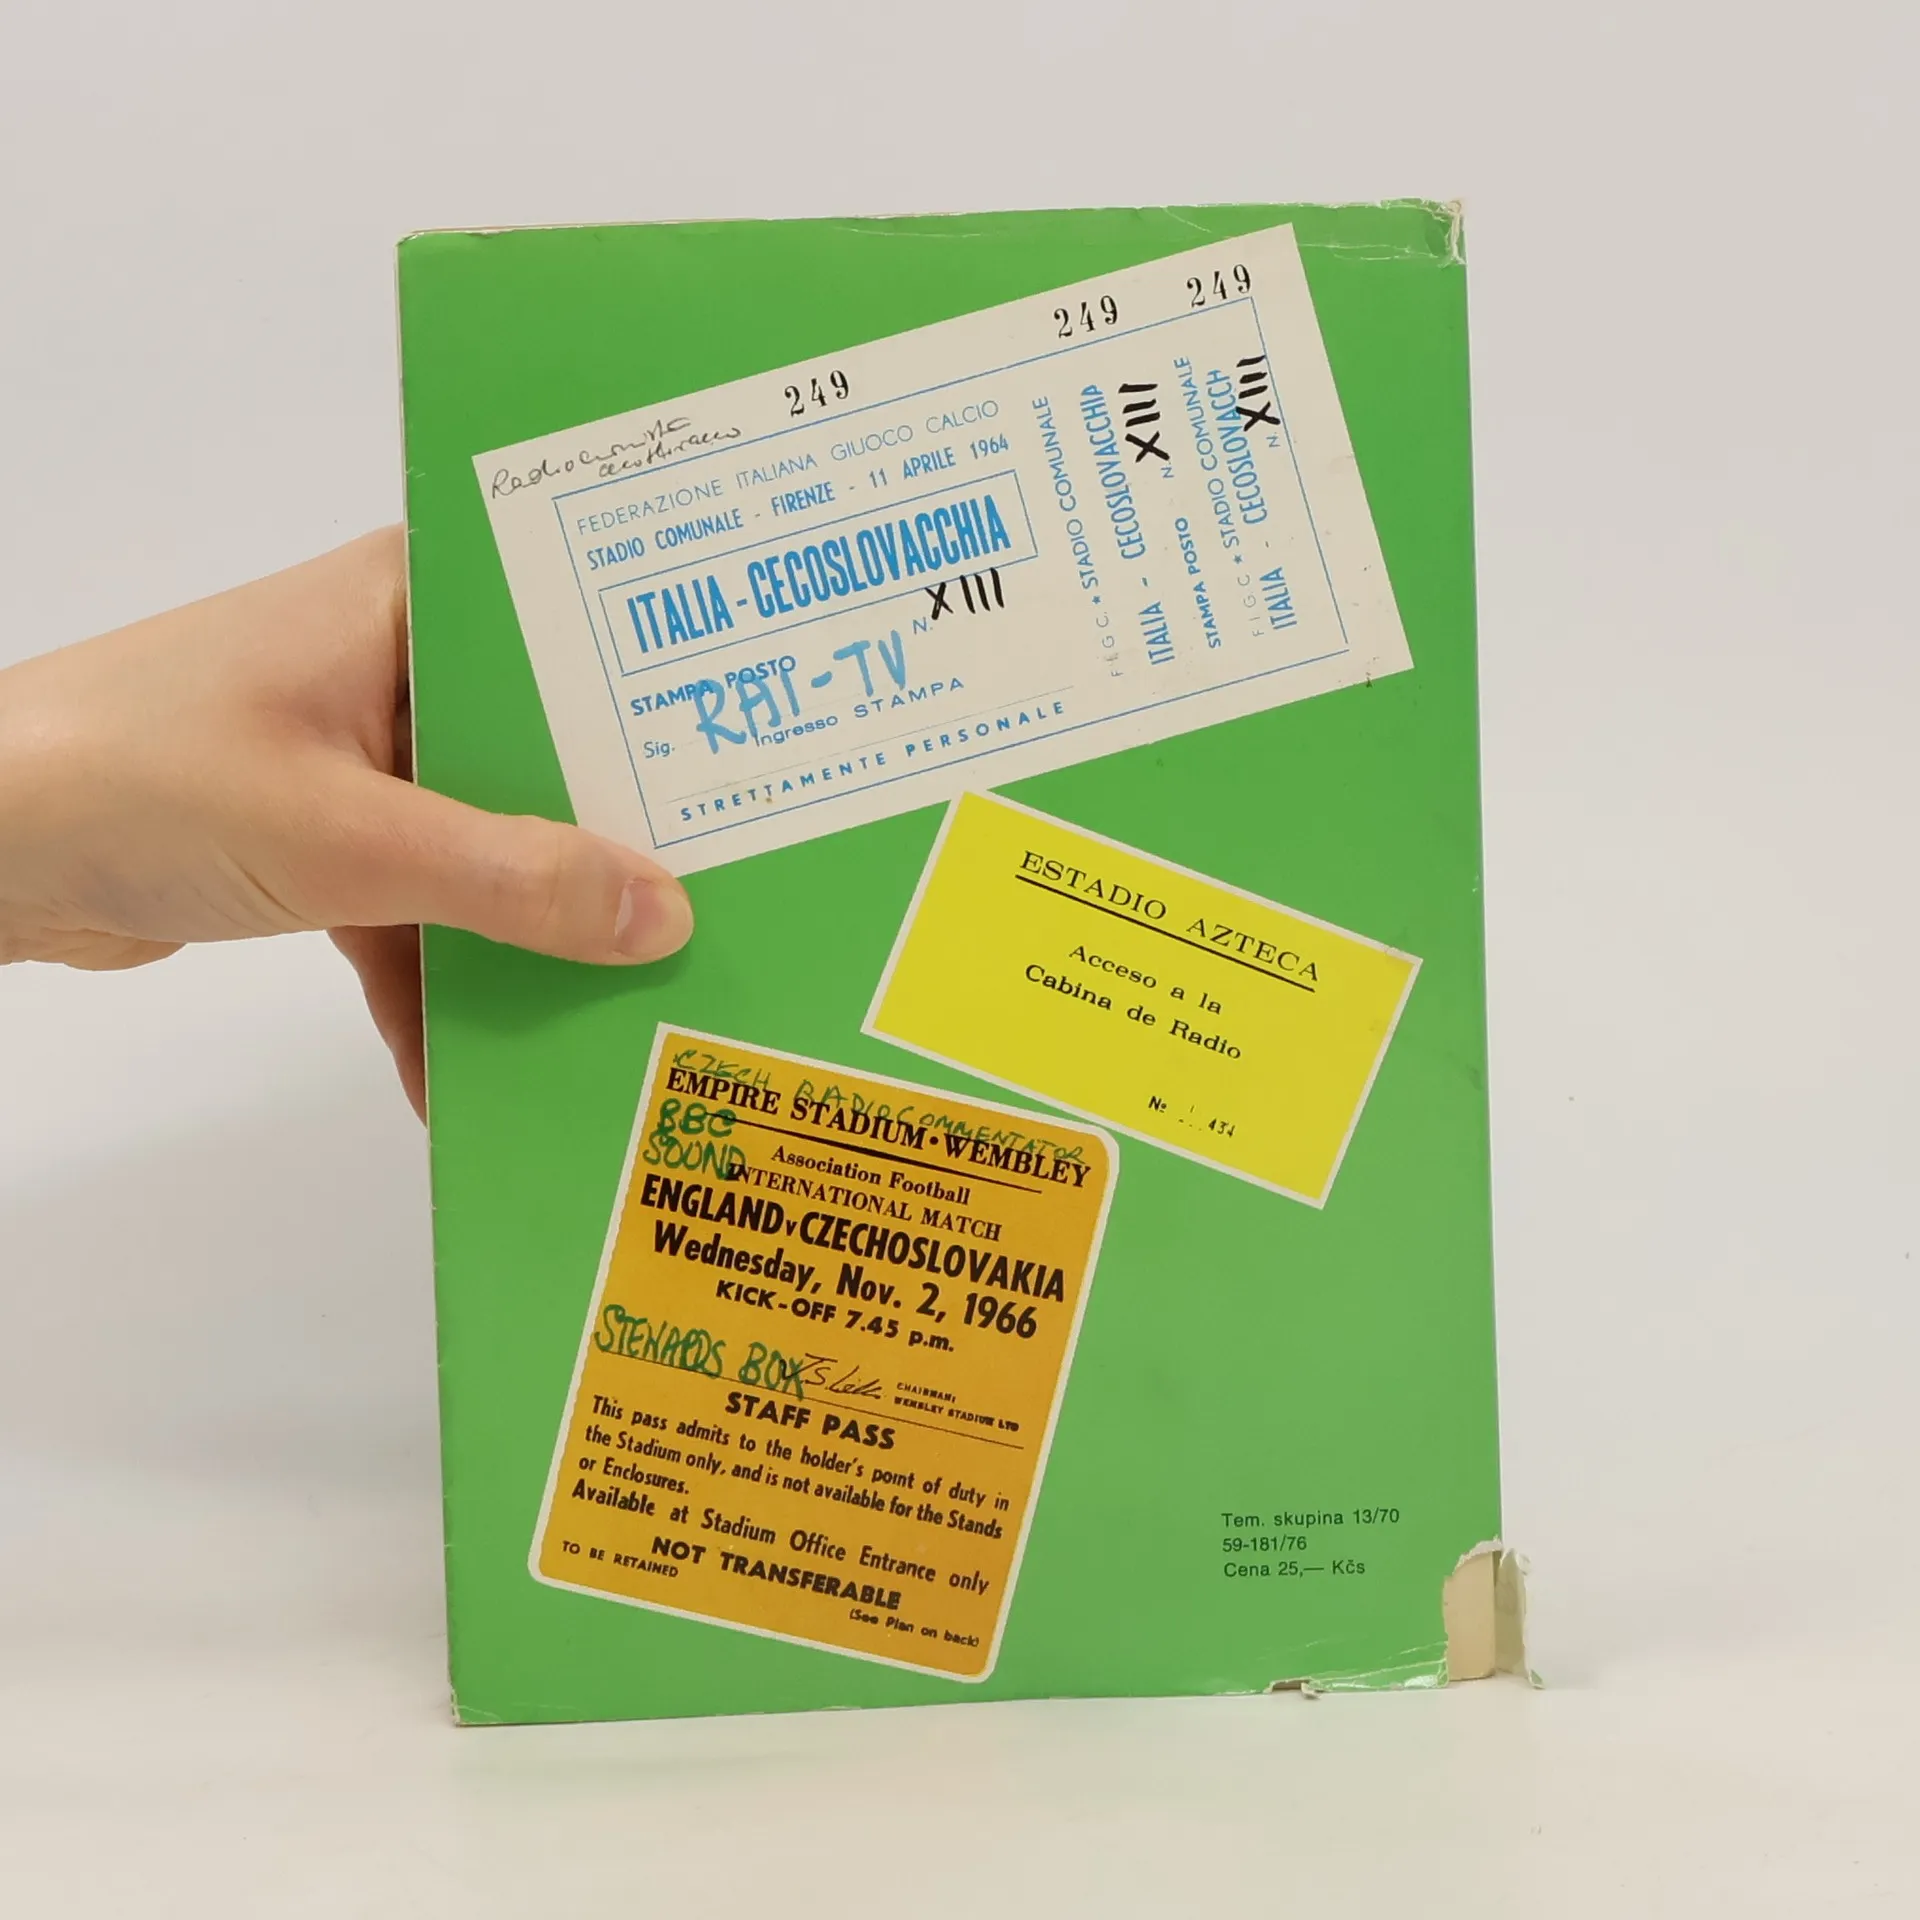 249
249
249
FEDERAZIONE ITALIANA GIUOCO CALCIO
STADIO COMUNALE - FIRENZE - 11 APRILE 1964
ITALIA-CECOSLOVACCHIA
N. XIII
STAMPA POSTO
RAI-TV
Sig.
Ingresso STAMPA
STRETTAMENTE PERSONALE
F.I.G.C. ★ STADIO COMUNALE
ITALIA - CECOSLOVACCHIA
N. XIII
STAMPA POSTO
F.I.G.C ★ STADIO COMUNALE
ITALIA - CECOSLOVACCH
N. XIII
STAMPA POSTO
ESTADIO AZTECA
Acceso a la
Cabina de Radio
№ 434
CZECH RADIO COMMENTATOR
EMPIRE STADIUM • WEMBLEY
BBC
SOUND
Association Football
INTERNATIONAL MATCH
ENGLAND v CZECHOSLOVAKIA
Wednesday, Nov. 2, 1966
KICK-OFF 7.45 p.m.
STEWARDS BOX
CHAIRMAN:
WEMBLEY STADIUM LTD
STAFF PASS
This pass admits to the holder's point of duty in
the Stadium only, and is not available for the Stands
or Enclosures.
Available at Stadium Office Entrance only
NOT TRANSFERABLE
TO BE RETAINED
(See Plan on back)
Tem. skupina 13/70
59-181/76
Cena 25,— Kčs